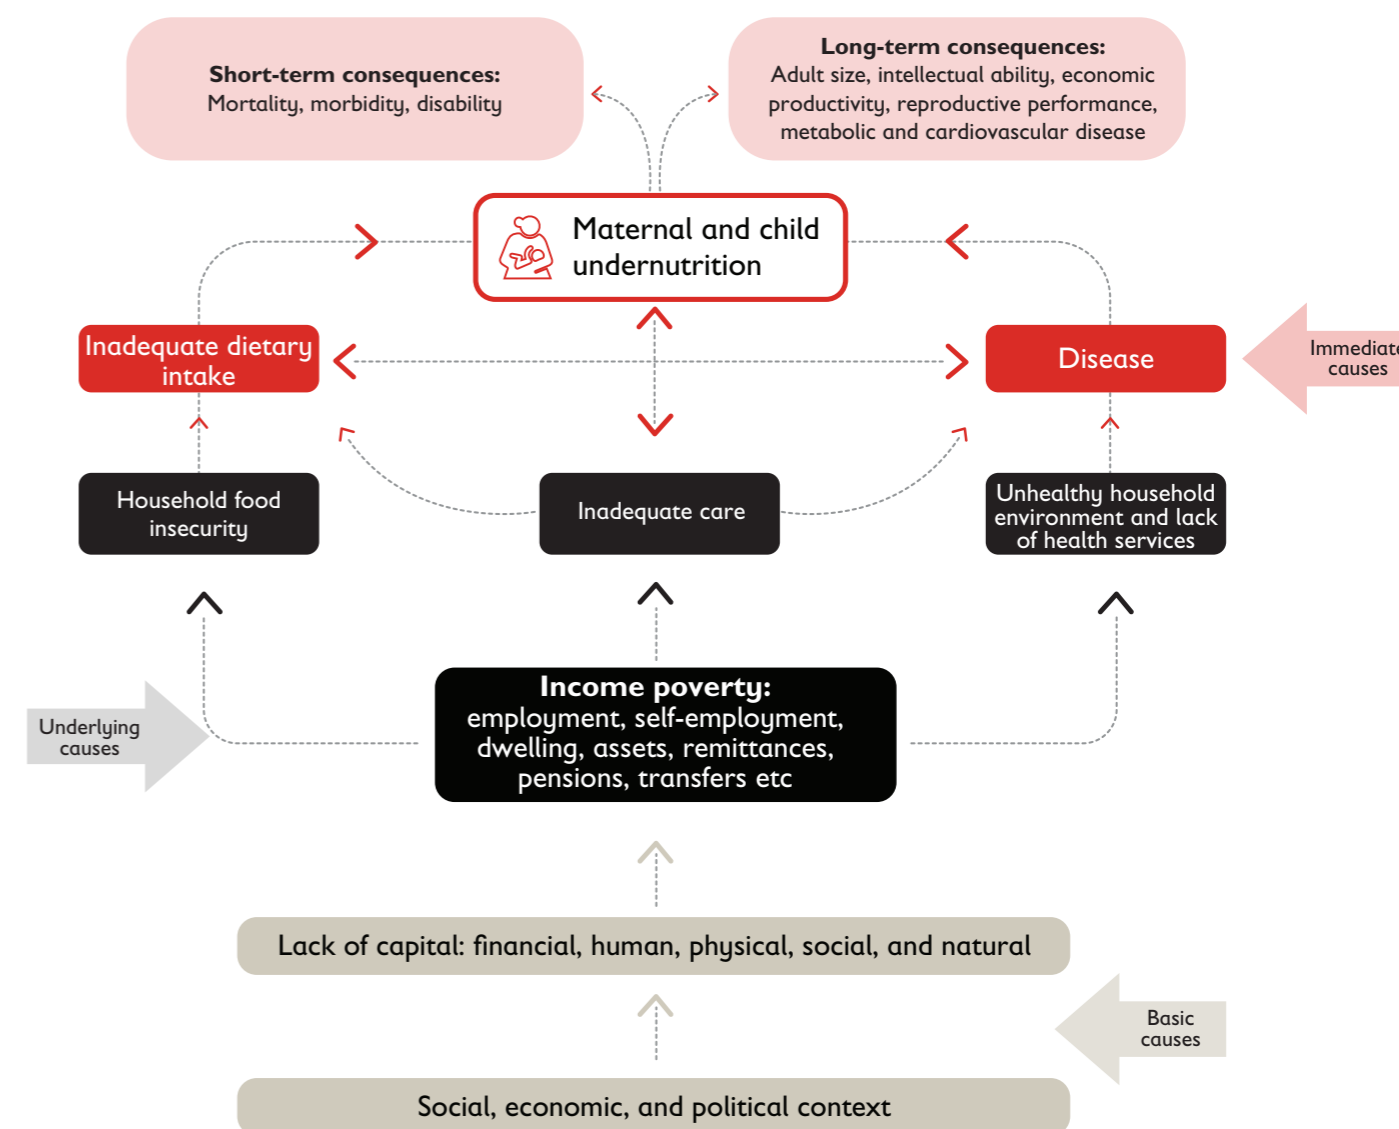 Short-term consequences:
Mortality, morbidity, disability
Long-term consequences:
Adult size, intellectual ability, economic
productivity, reproductive performance,
metabolic and cardiovascular disease
Maternal and child
undernutrition
Inadequate dietary
intake
Disease
Immediate
causes
Household food
insecurity
Inadequate care
Unhealthy household
environment and lack
of health services
Underlying
causes
Income poverty:
employment, self-employment,
dwelling, assets, remittances,
pensions, transfers etc
Lack of capital: financial, human, physical, social, and natural
Basic
causes
Social, economic, and political context